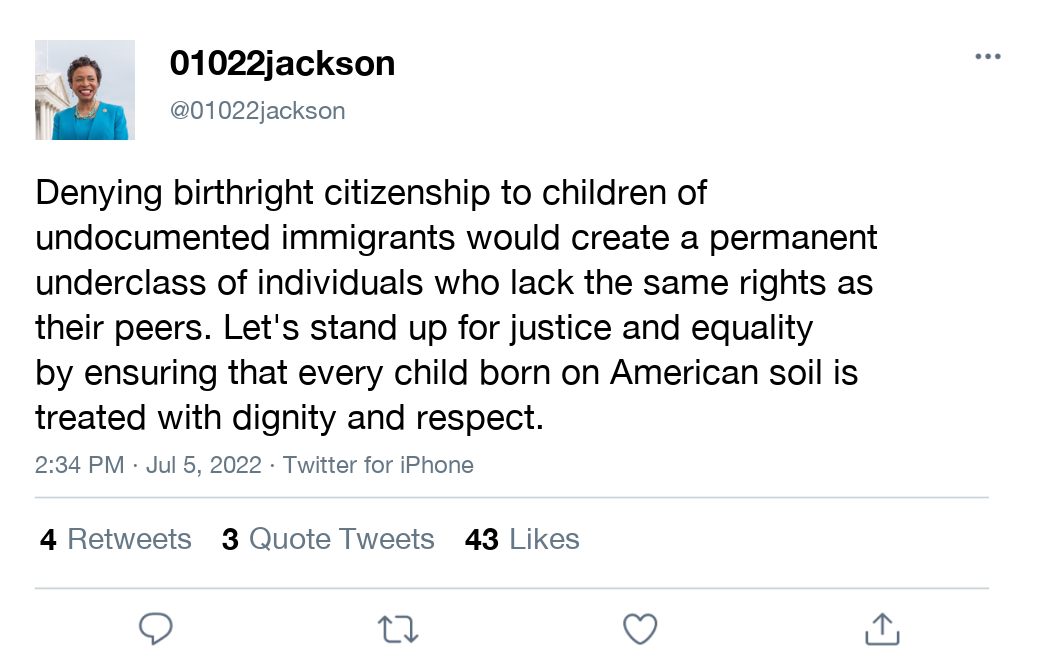 01022jackson
@01022jackson
Denying birthright citizenship to children of
undocumented immigrants would create a permanent
underclass of individuals who lack the same rights as
their peers. Let's stand up for justice and equality
by ensuring that every child born on American soil is
treated with dignity and respect.
2:34 PM · Jul 5, 2022 · Twitter for iPhone
4 Retweets 3 Quote Tweets 43 Likes